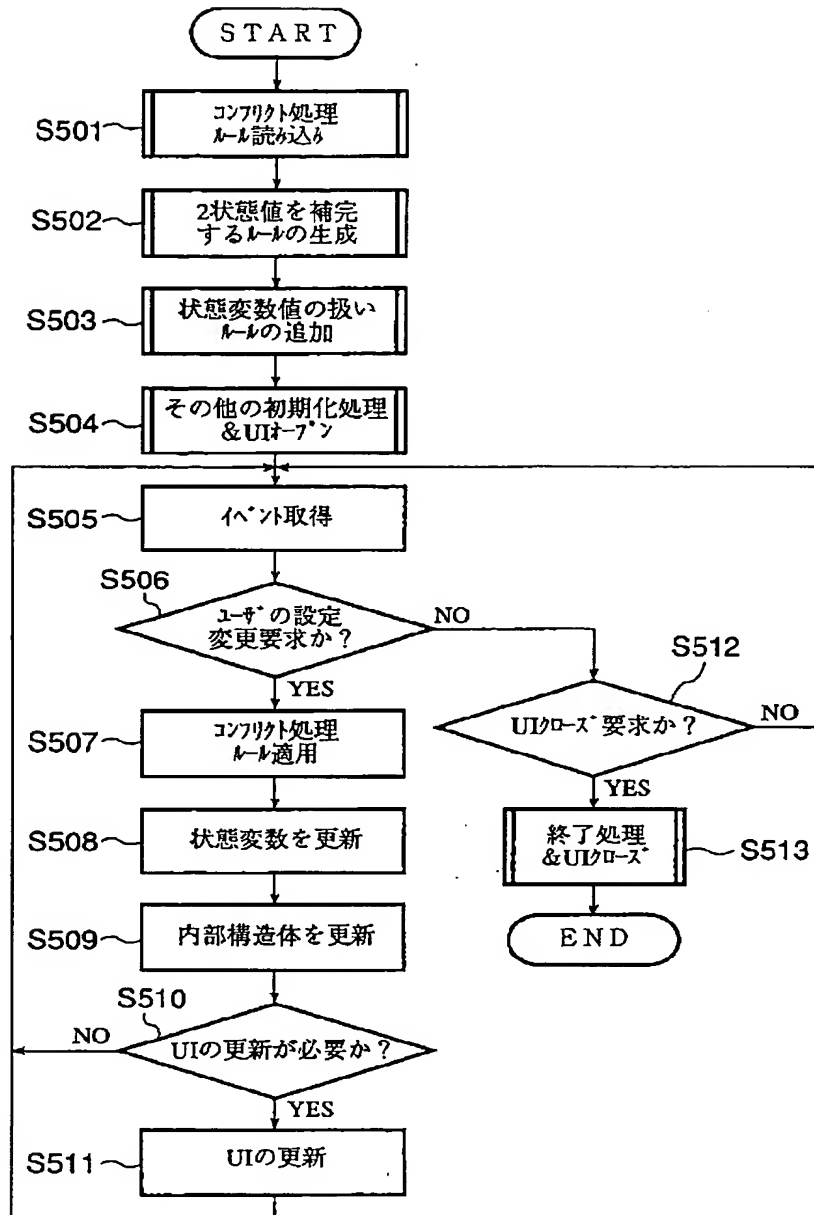 START
S501
コンフリクト処理
ルール読み込み
S502
2状態値を補完
するルールの生成
S503
状態変数値の扱い
ルールの追加
S504
その他の初期化処理
&UIオープン
S505
イベント取得
S506
ユーザの設定
変更要求か?
NO
YES
S512
UIクローズ要求か?
NO
YES
S507
コンフリクト処理
ルール適用
S508
状態変数を更新
S513
終了処理
&UIクローズ
S509
内部構造体を更新
END
S510
NO
UIの更新が必要か?
YES
S511
UIの更新